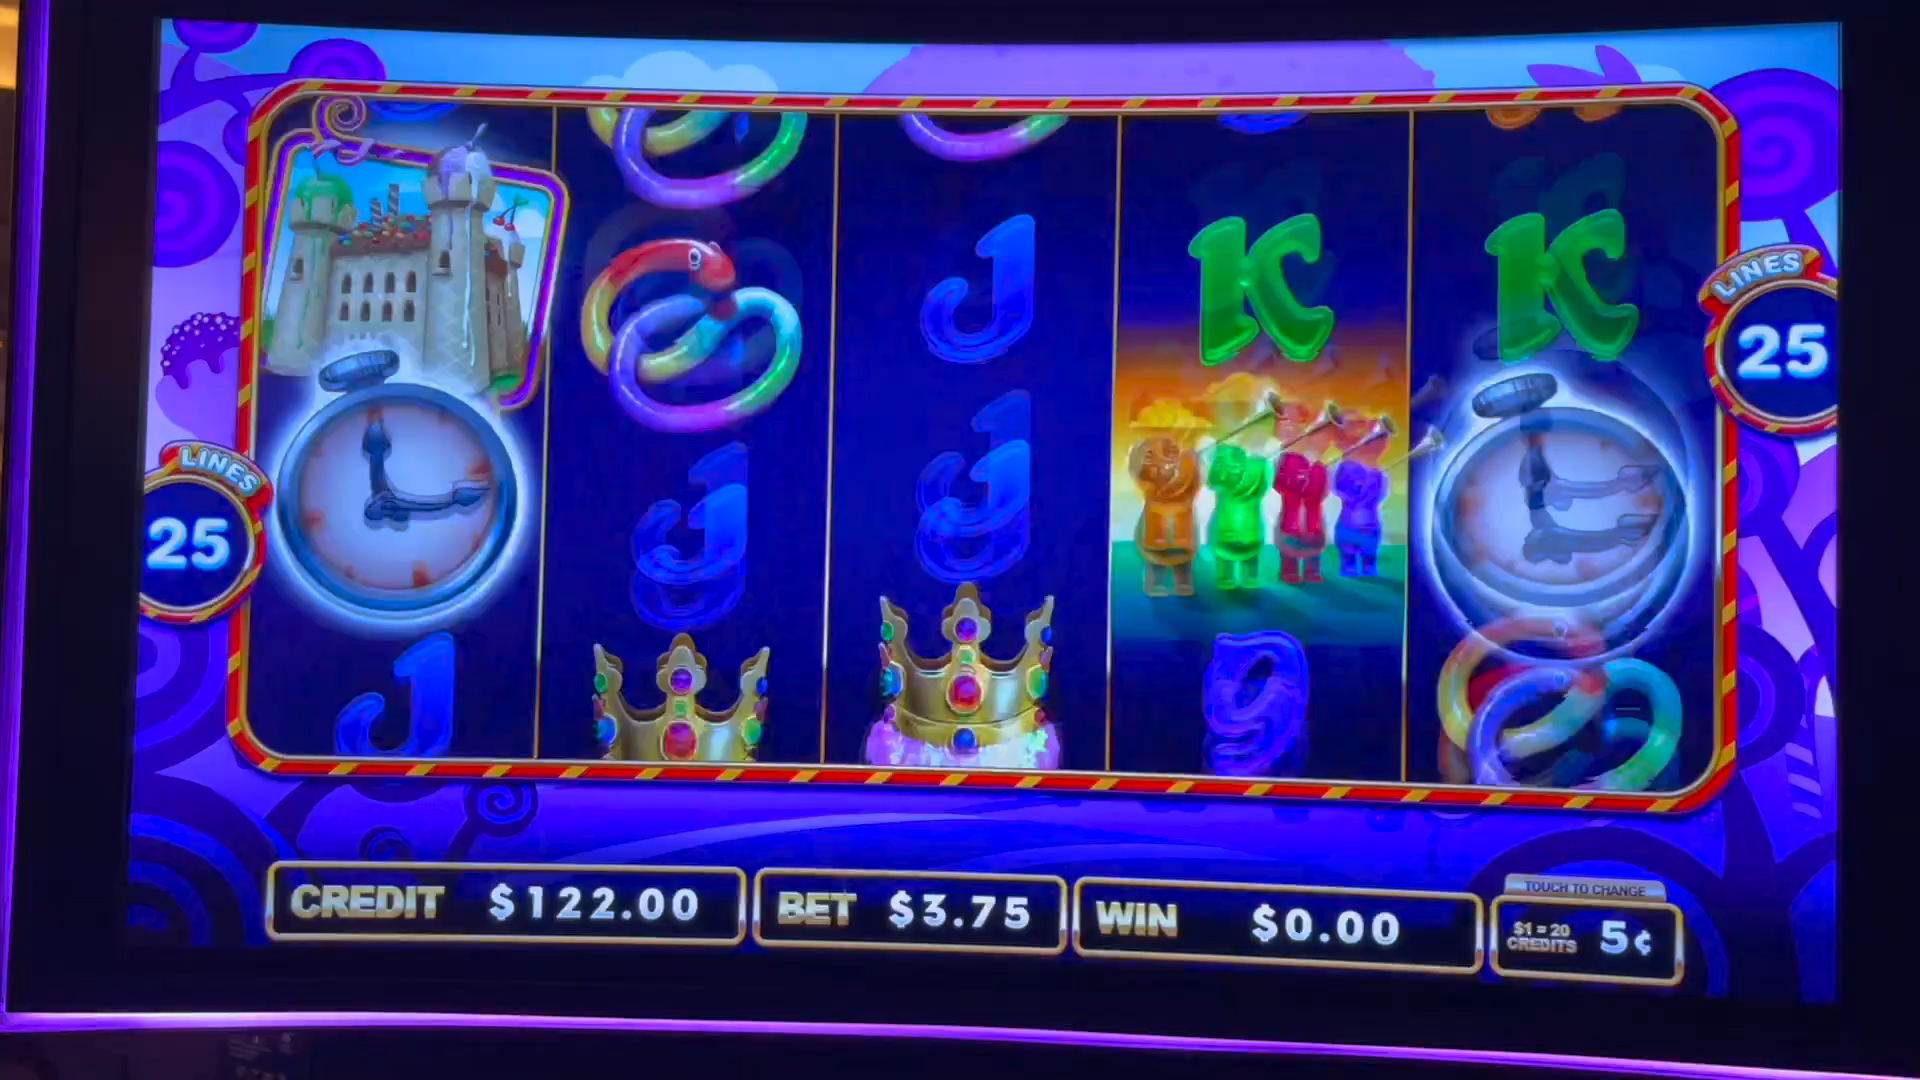 J
K
K
LINES
25
J
J
LINES
25
J
9
CREDIT $122.00
BET $3.75
WIN $0.00
TOUCH TO CHANGE
$1 = 20
CREDITS
5¢